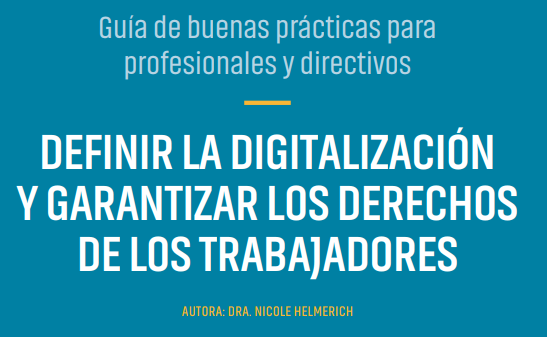 Guía de buenas prácticas para
profesionales y directivos
DEFINIR LA DIGITALIZACIÓN
Y GARANTIZAR LOS DERECHOS
DE LOS TRABAJADORES
AUTORA: DRA. NICOLE HELMERICH